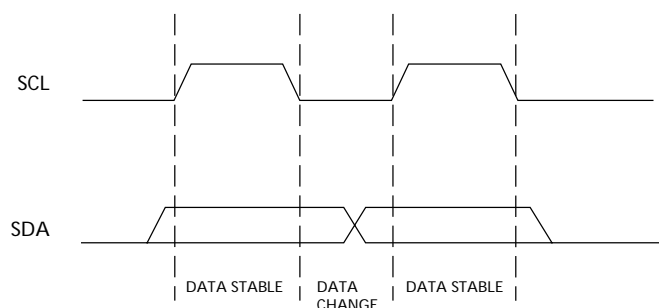 SCL
SDA
DATA STABLE
DATA
CHANGE
DATA STABLE